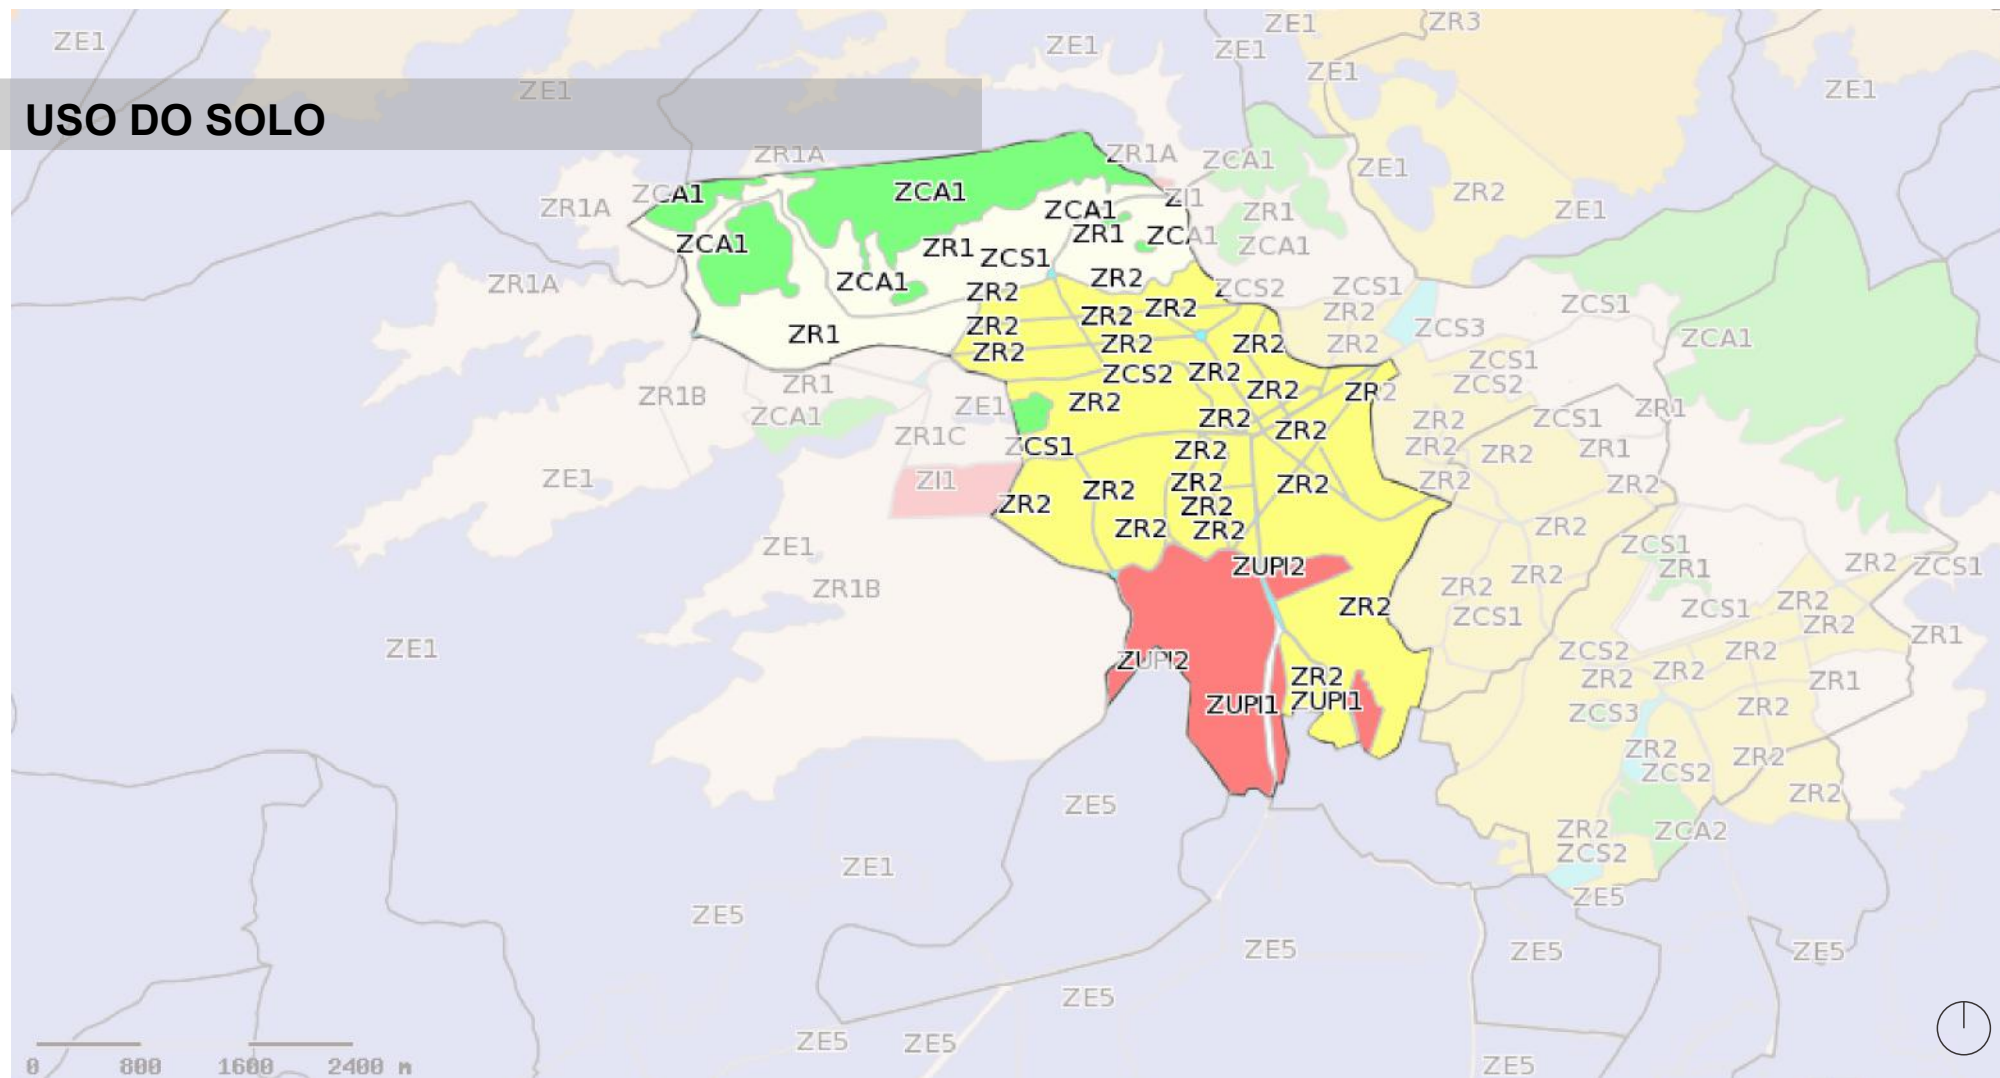 ZE1 ZE1 ZE1 ZE1 ZR3
ZE1 ZE1 ZE1
USO DO SOLO
ZR1A ZR1A ZCA1 ZE1
ZCA1 ZCA1 ZI1 ZR2
ZR1A ZCA1 ZR1 ZE1
ZCA1 ZR1 ZCA1 ZCA1
ZR1 ZCS1
ZR1A ZCA1 ZR2 ZR2 ZCS2 ZCS1 ZCS1
ZR2 ZR2 ZR2
ZR1 ZR2 ZCS3 ZCA1
ZR2 ZR2 ZR2 ZR2
ZR1 ZCS2 ZR2 ZCS1
ZR1B ZR2 ZR2 ZCS2
ZE1 ZR2 ZR1
ZCA1 ZR2 ZR2 ZCS1
ZR1C ZCS1 ZR2 ZR2 ZR1
ZR2 ZR2
ZE1 ZI1 ZR2 ZR2 ZR2 ZR2 ZR2
ZR2 ZR2
ZR2 ZR2 ZR2
ZE1 ZCS1
ZUPI2 ZR1 ZR2 ZCS1
ZR1B ZR2 ZR2
ZR2 ZCS1 ZCS1 ZR2
ZE1 ZR2 ZR1
ZUPI2 ZCS2 ZR2
ZR2 ZR2 ZR2 ZR1
ZUPI1 ZUPI1 ZCS3 ZR2
ZR2 ZR2
ZCS2
ZE5 ZR2
ZR2 ZCA2
ZE1 ZCS2
ZE5 ZE5
ZE5 ZE5 ZE5
ZE5
ZE5 ZE5
0 800 1600 2400 m ZE5